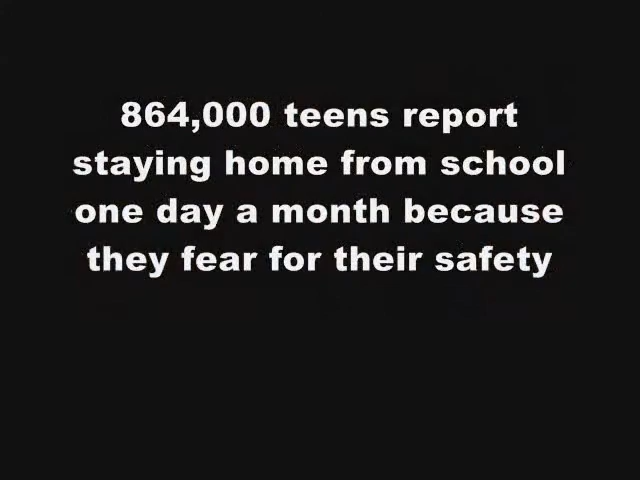 864,000 teens report
staying home from school
one day a month because
they fear for their safety